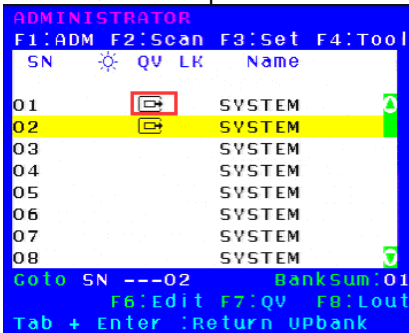 ADMINISTRATOR
F1:ADM F2:Scan F3:Set F4:Tool
SN QV LK Name
01 SYSTEM
02 SYSTEM
03 SYSTEM
04 SYSTEM
05 SYSTEM
06 SYSTEM
07 SYSTEM
08 SYSTEM
Goto SN ---02 BankSum:01
F6:Edit F7:QV F8:Lout
Tab + Enter :Return UPbank